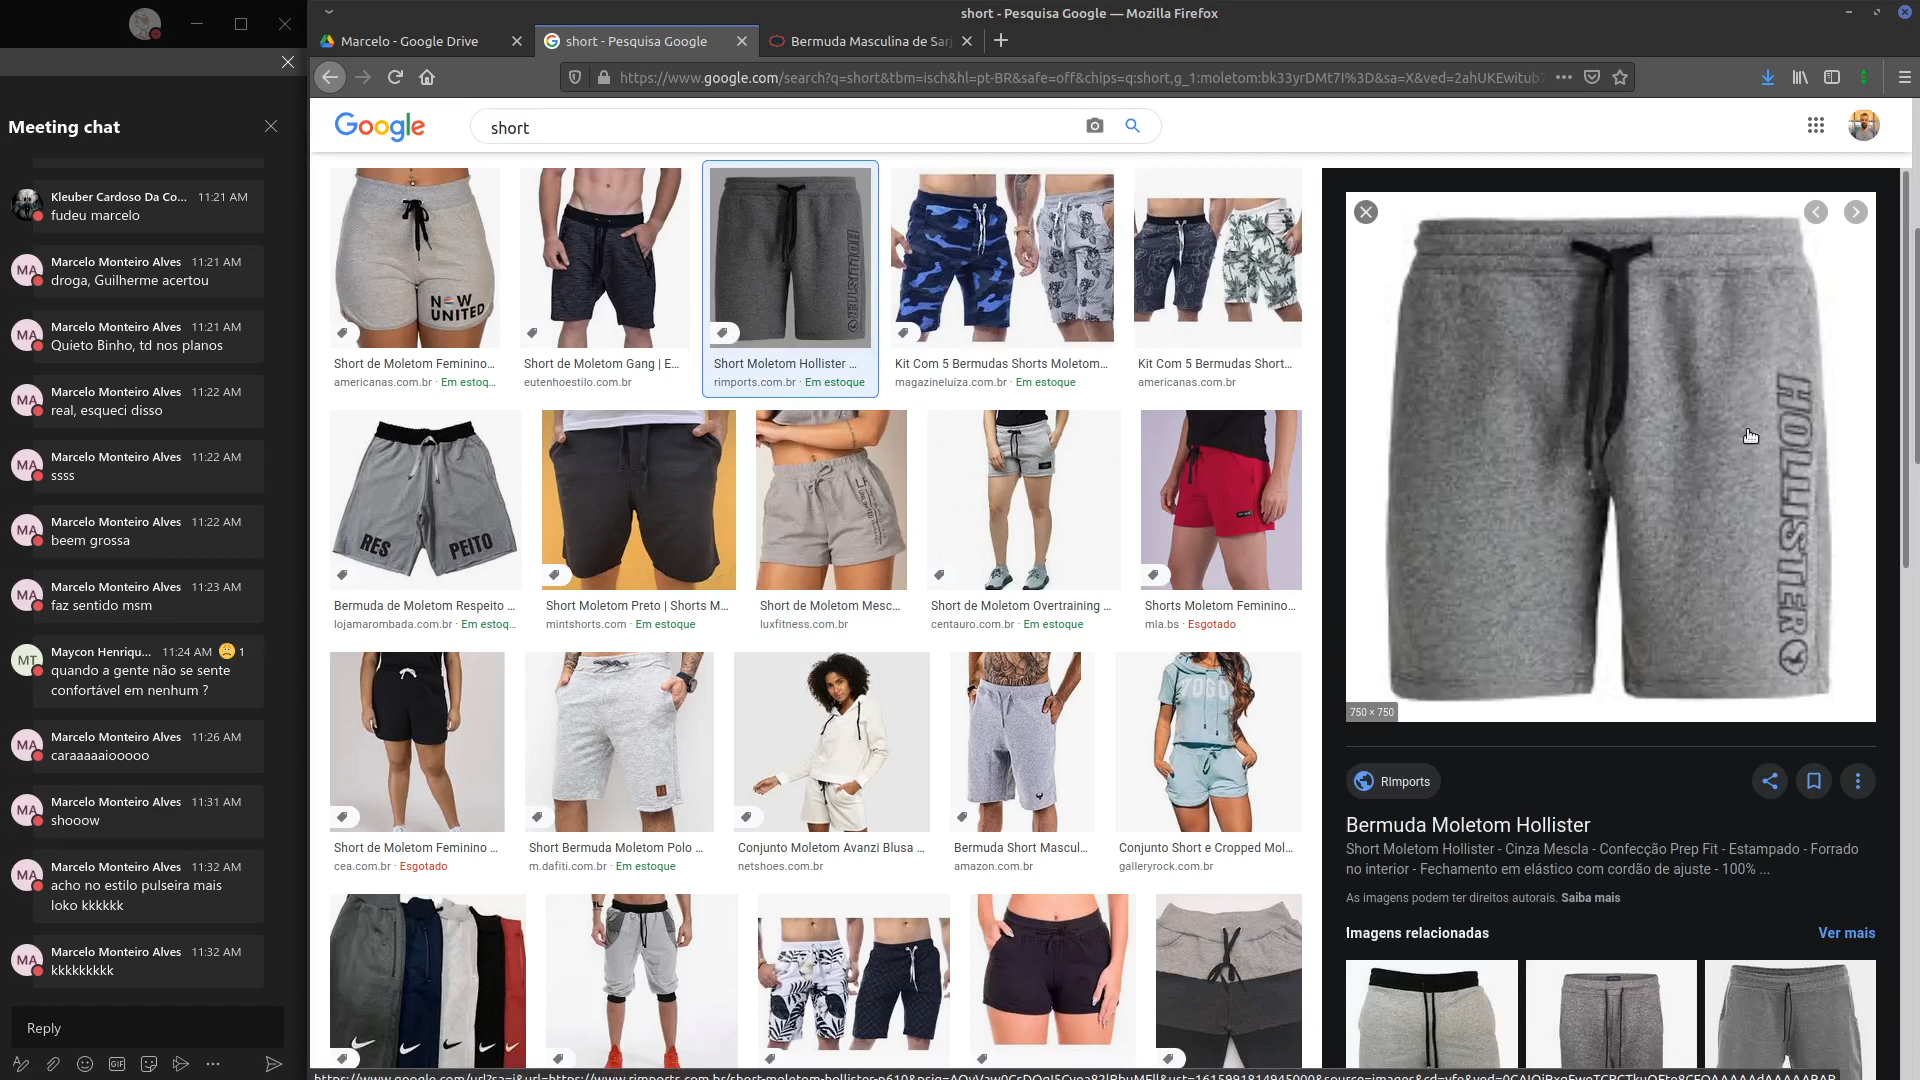 short - Pesquisa Google — Mozilla Firefox
Marcelo - Google Drive
short - Pesquisa Google
Bermuda Masculina de Sar
https://www.google.com/search?q=short&tbm=isch&hl=pt-BR&safe=off&chips=q:short,g_1:moletom:bk33yrDMt7I%3D&sa=X&ved=2ahUKEwitub
Meeting chat
Kleuber Cardoso Da Co... 11:21 AM
fudeu marcelo
MA
Marcelo Monteiro Alves 11:21 AM
droga, Guilherme acertou
MA
Marcelo Monteiro Alves 11:21 AM
Quieto Binho, td nos planos
MA
Marcelo Monteiro Alves 11:22 AM
real, esqueci disso
MA
Marcelo Monteiro Alves 11:22 AM
ssss
MA
Marcelo Monteiro Alves 11:22 AM
beem grossa
MA
Marcelo Monteiro Alves 11:23 AM
faz sentido msm
MT
Maycon Henriqu... 11:24 AM 1
quando a gente não se sente
confortável em nenhum ?
MA
Marcelo Monteiro Alves 11:26 AM
caraaaaaiooooo
MA
Marcelo Monteiro Alves 11:31 AM
shooow
MA
Marcelo Monteiro Alves 11:32 AM
acho no estilo pulseira mais
loko kkkkkk
MA
Marcelo Monteiro Alves 11:32 AM
kkkkkkkkk
Reply
GIF
Google
short
NOW
UNITED
HOLLISTER
Short de Moletom Feminino...
americanas.com.br · Em estoq...
Short de Moletom Gang | E...
eutenhoestilo.com.br
Short Moletom Hollister ...
rimports.com.br · Em estoque
Kit Com 5 Bermudas Shorts Moletom...
magazineluiza.com.br · Em estoque
Kit Com 5 Bermudas Short...
americanas.com.br
RES PEITO
Bermuda de Moletom Respeito ...
lojamarombada.com.br · Em estoq...
Short Moletom Preto | Shorts M...
mintshorts.com · Em estoque
Short de Moletom Mesc...
luxfitness.com.br
Short de Moletom Overtraining ...
centauro.com.br · Em estoque
Shorts Moletom Feminino...
mla.bs · Esgotado
Short de Moletom Feminino ...
cea.com.br · Esgotado
Short Bermuda Moletom Polo ...
m.dafiti.com.br · Em estoque
Conjunto Moletom Avanzi Blusa ...
netshoes.com.br
Bermuda Short Mascul...
amazon.com.br
Conjunto Short e Cropped Mol...
galleryrock.com.br
HOLLISTER
750 × 750
RImports
Bermuda Moletom Hollister
Short Moletom Hollister - Cinza Mescla - Confecção Prep Fit - Estampado - Forrado
no interior - Fechamento em elástico com cordão de ajuste - 100% ...
As imagens podem ter direitos autorais. Saiba mais
Imagens relacionadas
Ver mais